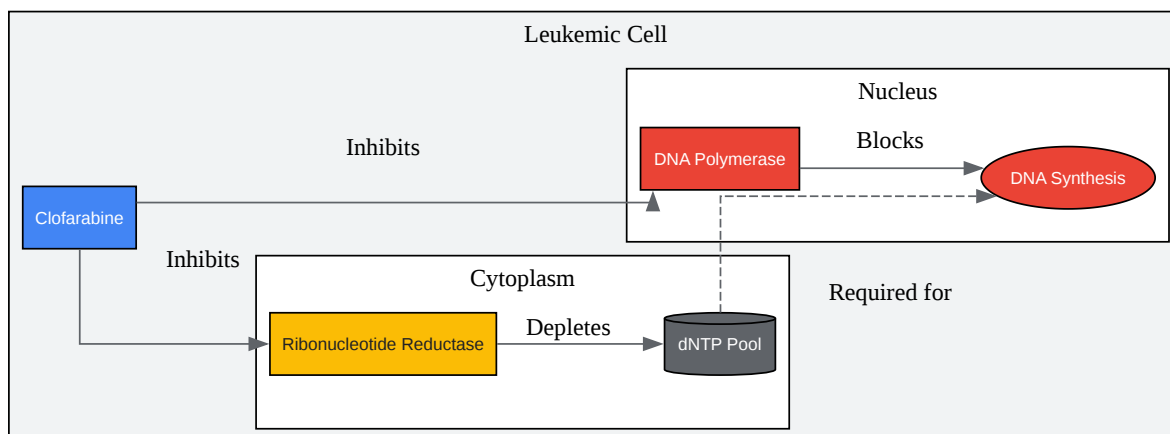 Leukemic Cell
Nucleus
Inhibits
DNA Polymerase
Blocks
DNA Synthesis
Clofarabine
Inhibits
Cytoplasm
Required for
Ribonucleotide Reductase
Depletes
dNTP Pool